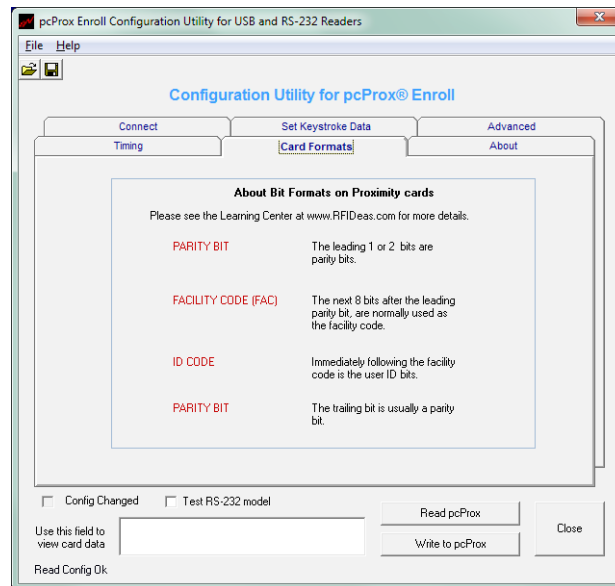 pcProx Enroll Configuration Utility for USB and RS-232 Readers
File Help
Configuration Utility for pcProx® Enroll
Connect Set Keystroke Data Advanced
Timing Card Formats About
About Bit Formats on Proximity cards
Please see the Learning Center at www.RFIDeas.com for more details.
PARITY BIT The leading 1 or 2 bits are
parity bits.
FACILITY CODE (FAC) The next 8 bits after the leading
parity bit, are normally used as
the facility code.
ID CODE Immediately following the facility
code is the user ID bits.
PARITY BIT The trailing bit is usually a parity
bit.
Config Changed Test RS-232 model
Read pcProx
Use this field to
view card data
Write to pcProx
Close
Read Config Ok